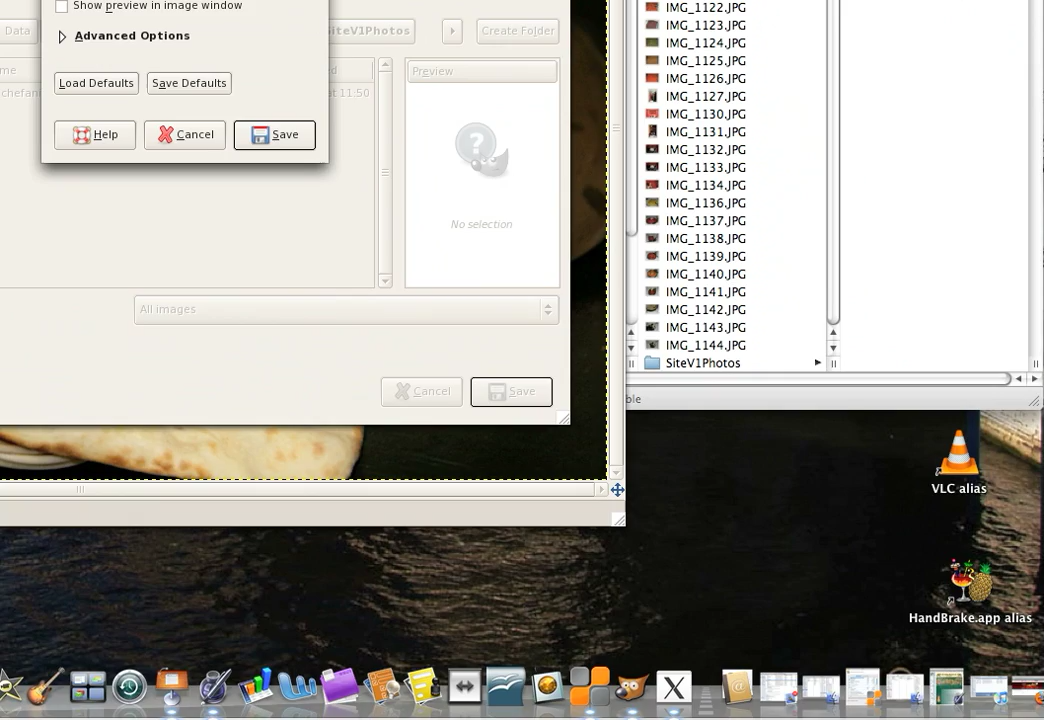 Show preview in image window
Data
SiteV1Photos
Create Folder
Advanced Options
Preview
at 11:50
Load Defaults
Save Defaults
Help
Cancel
Save
No selection
All images
Cancel
Save
IMG_1122.JPG
IMG_1123.JPG
IMG_1124.JPG
IMG_1125.JPG
IMG_1126.JPG
IMG_1127.JPG
IMG_1130.JPG
IMG_1131.JPG
IMG_1132.JPG
IMG_1133.JPG
IMG_1134.JPG
IMG_1136.JPG
IMG_1137.JPG
IMG_1138.JPG
IMG_1139.JPG
IMG_1140.JPG
IMG_1141.JPG
IMG_1142.JPG
IMG_1143.JPG
IMG_1144.JPG
SiteV1Photos
VLC alias
HandBrake.app alias
X